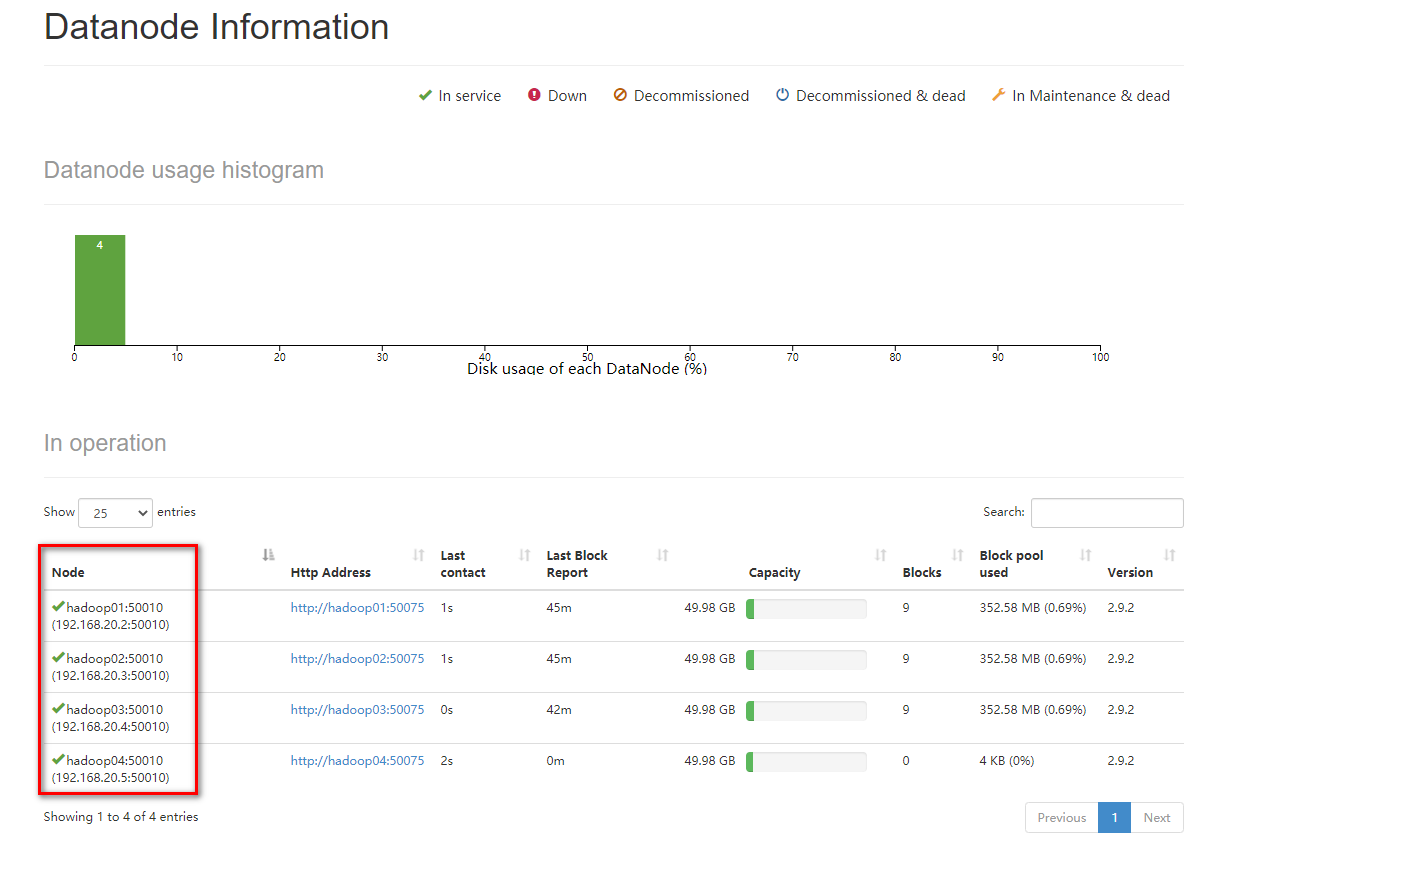 Datanode Information
In service Down Decommissioned Decommissioned & dead In Maintenance & dead
Datanode usage histogram
4
0 10 20 30 40 50 60 70 80 90 100
Disk usage of each DataNode (%)
In operation
Show 25 entries Search:
Node Http Address Last contact Last Block Report Capacity Blocks Block pool used Version
hadoop01:50010 http://hadoop01:50075 1s 45m 49.98 GB 9 352.58 MB (0.69%) 2.9.2
(192.168.20.2:50010)
hadoop02:50010 http://hadoop02:50075 1s 45m 49.98 GB 9 352.58 MB (0.69%) 2.9.2
(192.168.20.3:50010)
hadoop03:50010 http://hadoop03:50075 0s 42m 49.98 GB 9 352.58 MB (0.69%) 2.9.2
(192.168.20.4:50010)
hadoop04:50010 http://hadoop04:50075 2s 0m 49.98 GB 0 4 KB (0%) 2.9.2
(192.168.20.5:50010)
Showing 1 to 4 of 4 entries Previous 1 Next